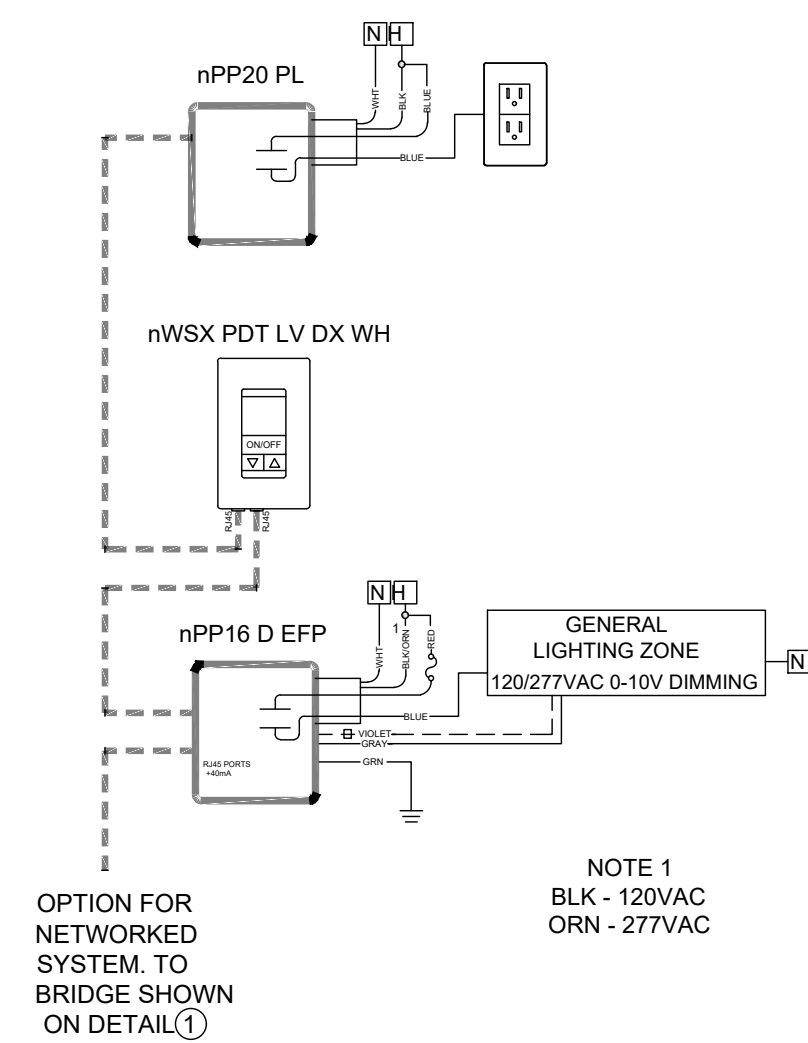 N H
nPP20 PL
WHT
BLK
BLUE
BLUE
nWSX PDT LV DX WH
ON/OFF
RJ45
RJ45
N H
nPP16 D EFP
WHT
1
BLK/ORN
RED
GENERAL
LIGHTING ZONE
120/277VAC 0-10V DIMMING
N
BLUE
VIOLET
GRAY
GRN
RJ45 PORTS
+40mA
NOTE 1
BLK - 120VAC
ORN - 277VAC
OPTION FOR
NETWORKED
SYSTEM. TO
BRIDGE SHOWN
ON DETAIL 1